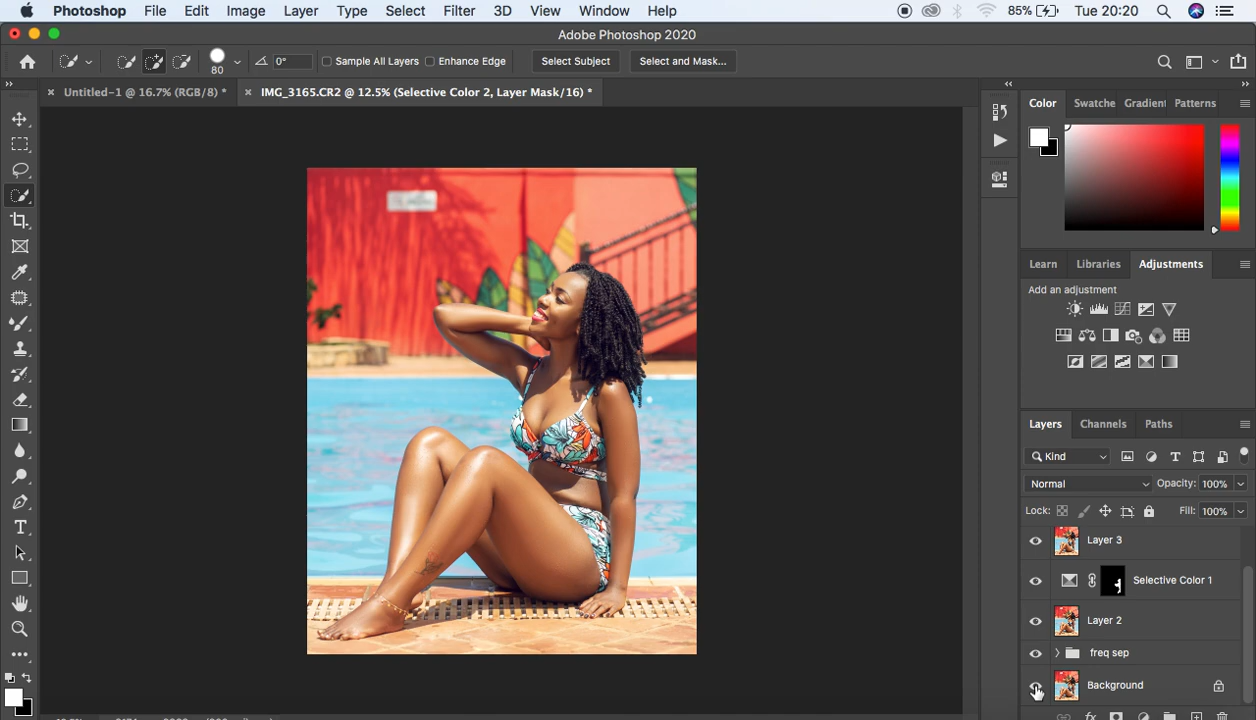 Photoshop File Edit Image Layer Type Select Filter 3D View Window Help 85% Tue 20:20
Adobe Photoshop 2020
80 0° Sample All Layers Enhance Edge Select Subject Select and Mask...
Untitled-1 @ 16.7% (RGB/8) * IMG_3165.CR2 @ 12.5% (Selective Color 2, Layer Mask/16) *
Color Swatche Gradient Patterns
Learn Libraries Adjustments
Add an adjustment
Layers Channels Paths
Kind
Normal Opacity: 100%
Lock: Fill: 100%
Layer 3
Selective Color 1
Layer 2
freq sep
Background